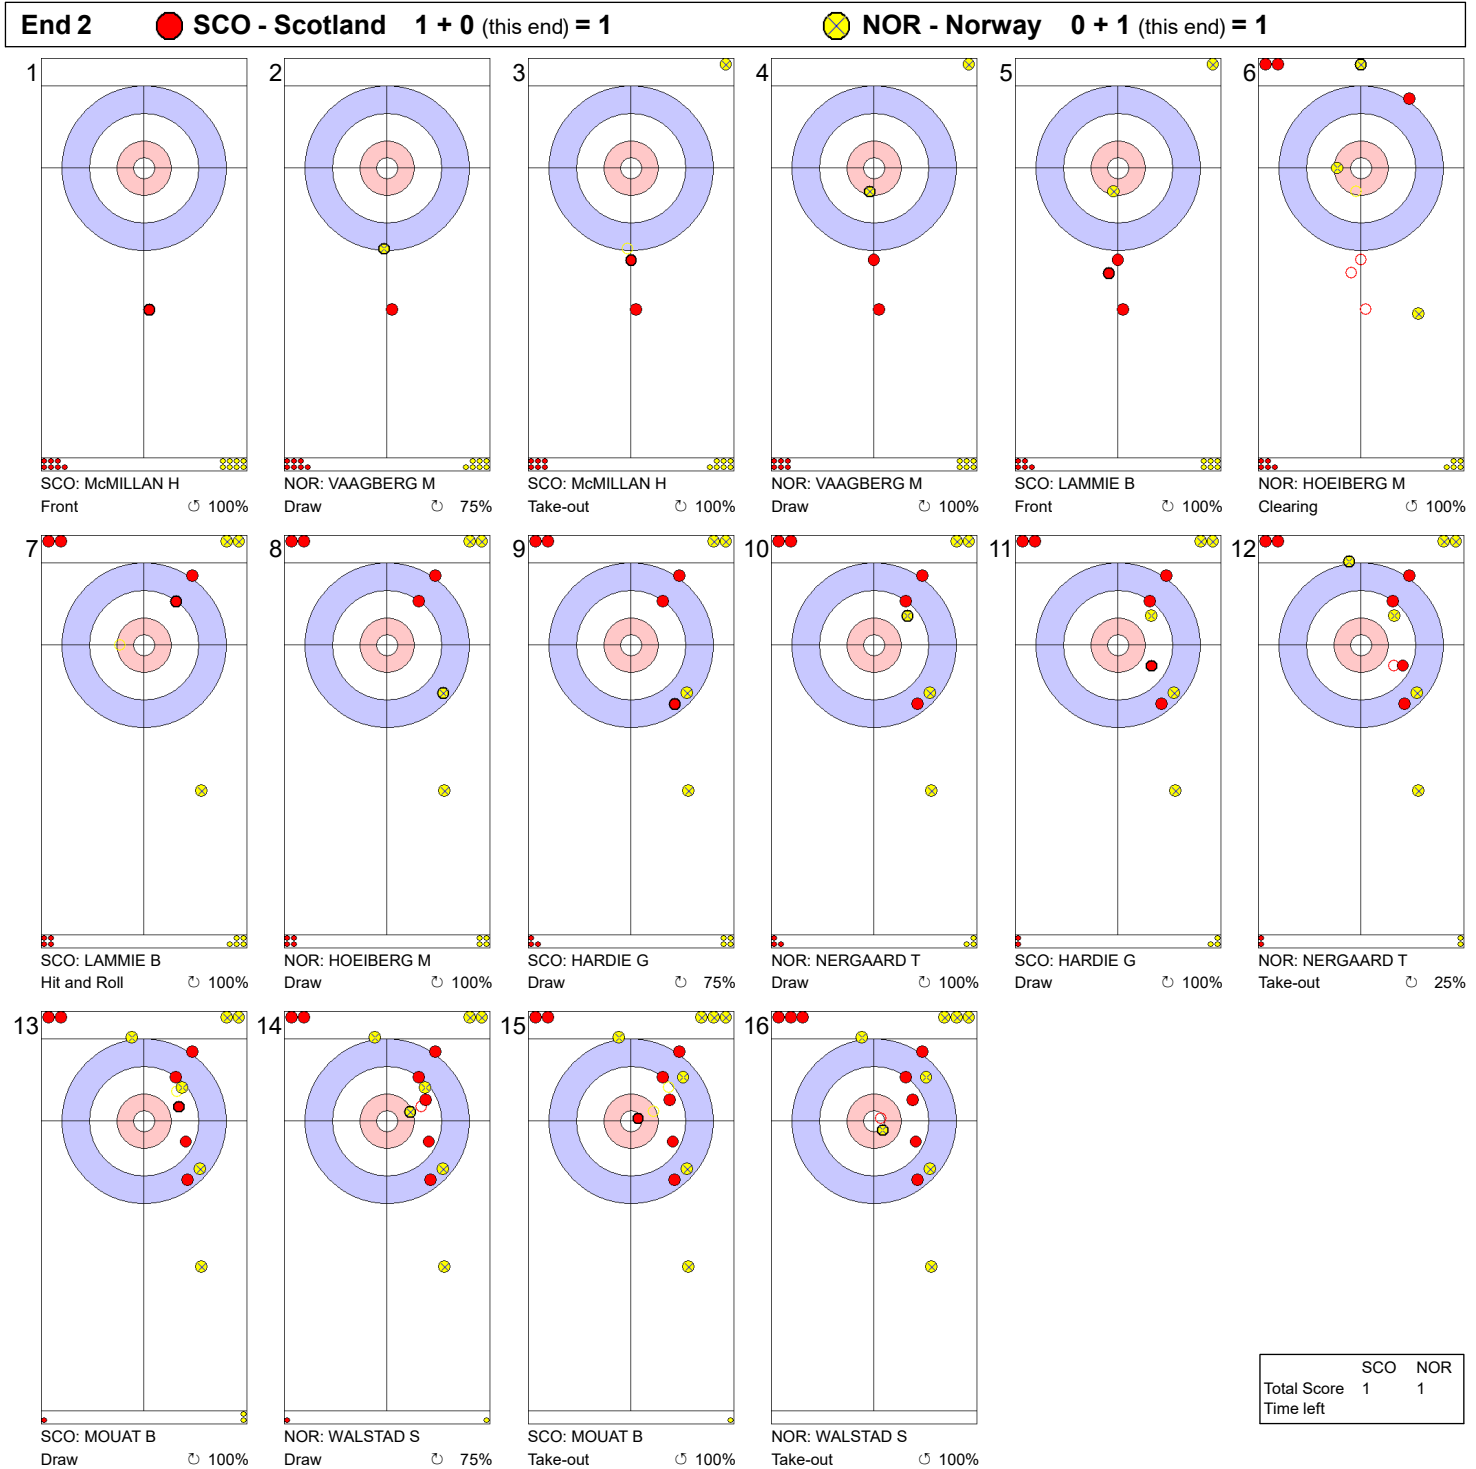 End 2 SCO - Scotland 1 + 0 (this end) = 1 NOR - Norway 0 + 1 (this end) = 1
1 2 3 4 5 6
SCO: McMILLAN H NOR: VAAGBERG M SCO: McMILLAN H NOR: VAAGBERG M SCO: LAMMIE B NOR: HOEIBERG M
Front 100% Draw 75% Take-out 100% Draw 100% Front 100% Clearing 100%
7 8 9 10 11 12
SCO: LAMMIE B NOR: HOEIBERG M SCO: HARDIE G NOR: NERGAARD T SCO: HARDIE G NOR: NERGAARD T
Hit and Roll 100% Draw 100% Draw 75% Draw 100% Draw 100% Take-out 25%
13 14 15 16
SCO NOR
Total Score 1 1
Time left
SCO: MOUAT B NOR: WALSTAD S SCO: MOUAT B NOR: WALSTAD S
Draw 100% Draw 75% Take-out 100% Take-out 100%